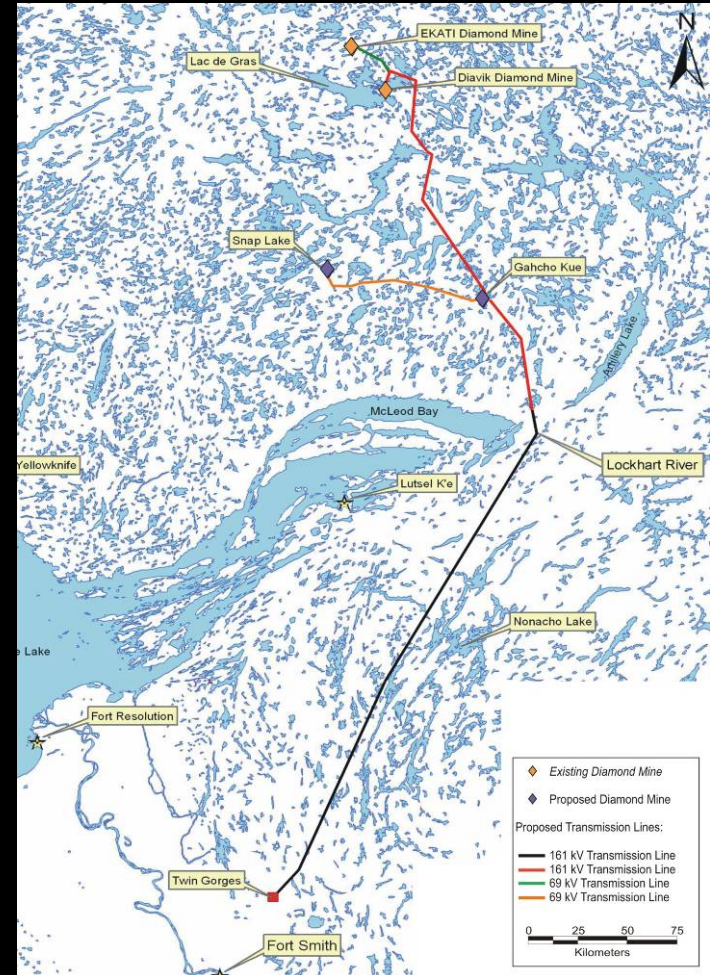 N
EKATI Diamond Mine
Lac de Gras
Diavik Diamond Mine
Snap Lake
Gahcho Kue
Artillery Lake
McLeod Bay
Yellowknife
Lockhart River
Lutsel K'e
Nonacho Lake
e Lake
Fort Resolution
Twin Gorges
Fort Smith
Existing Diamond Mine
Proposed Diamond Mine
Proposed Transmission Lines:
161 kV Transmission Line
161 kV Transmission Line
69 kV Transmission Line
69 kV Transmission Line
0 25 50 75
Kilometers